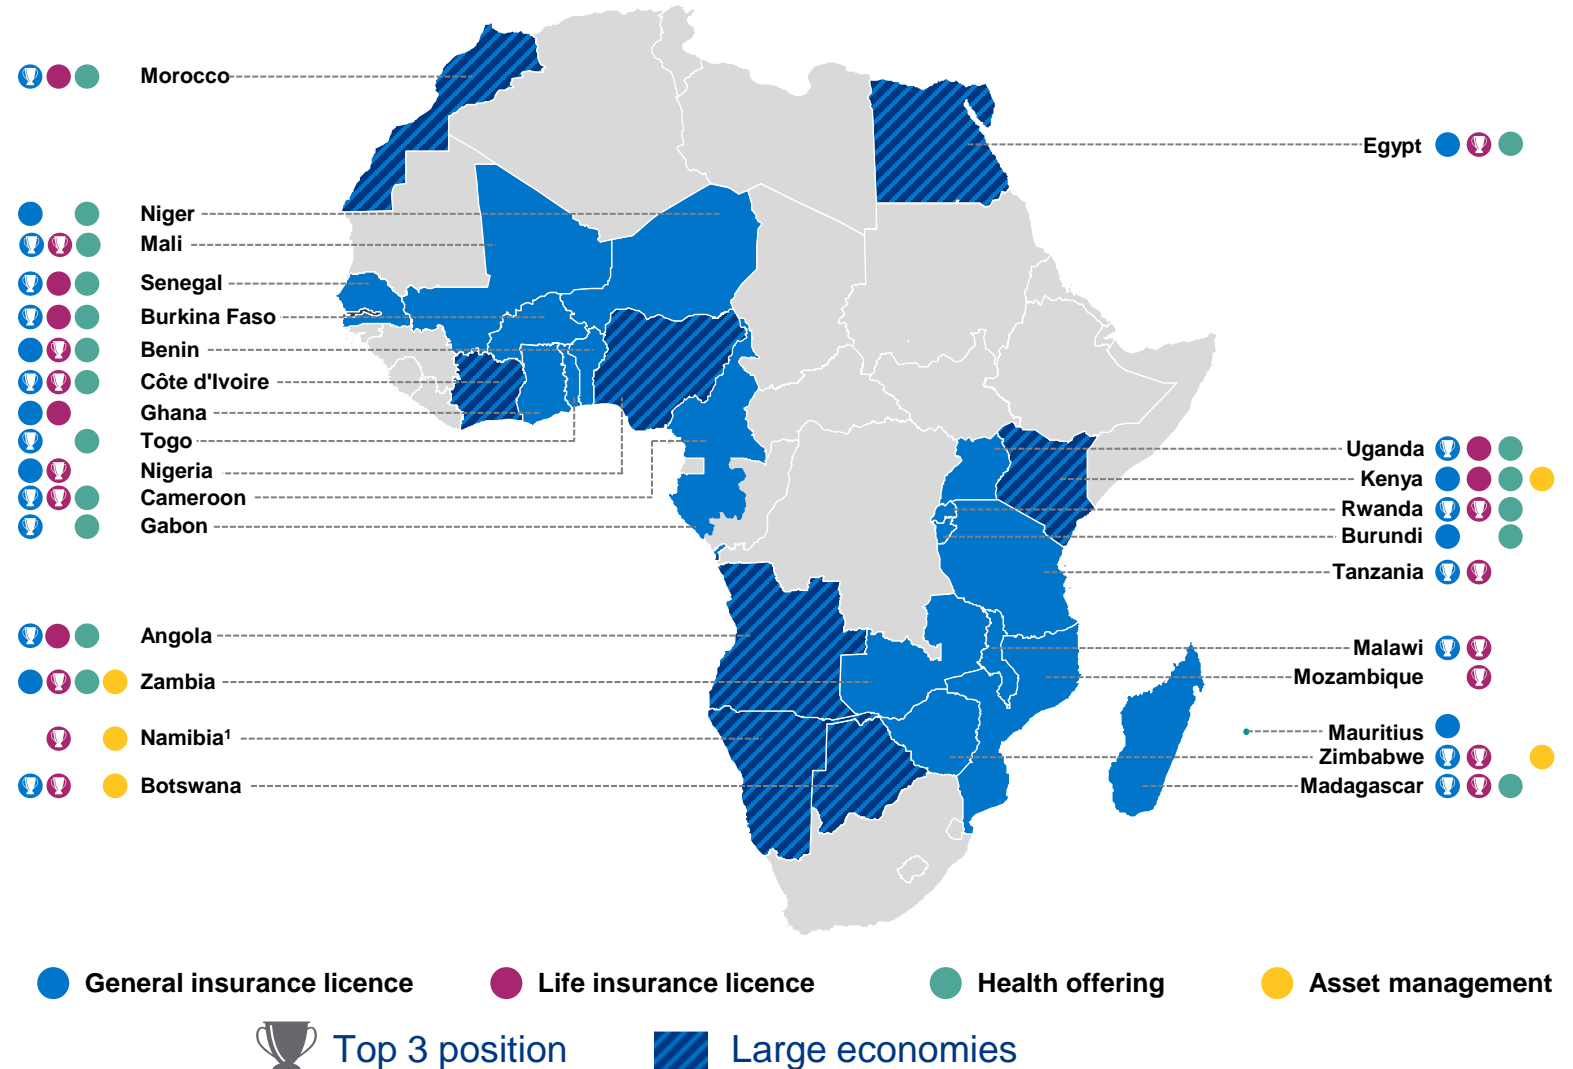 Morocco
Egypt
Niger
Mali
Senegal
Burkina Faso
Benin
Côte d'Ivoire
Ghana
Togo
Nigeria
Cameroon
Gabon
Uganda
Kenya
Rwanda
Burundi
Tanzania
Angola
Zambia
Namibia¹
Botswana
Malawi
Mozambique
Mauritius
Zimbabwe
Madagascar
General insurance licence
Life insurance licence
Health offering
Asset management
Top 3 position
Large economies